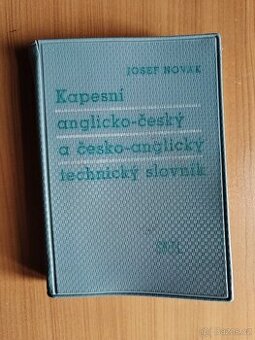 JOSEF NOVÁK
Kapesní
anglicko-český
a česko-anglický
technický slovník
SNTL